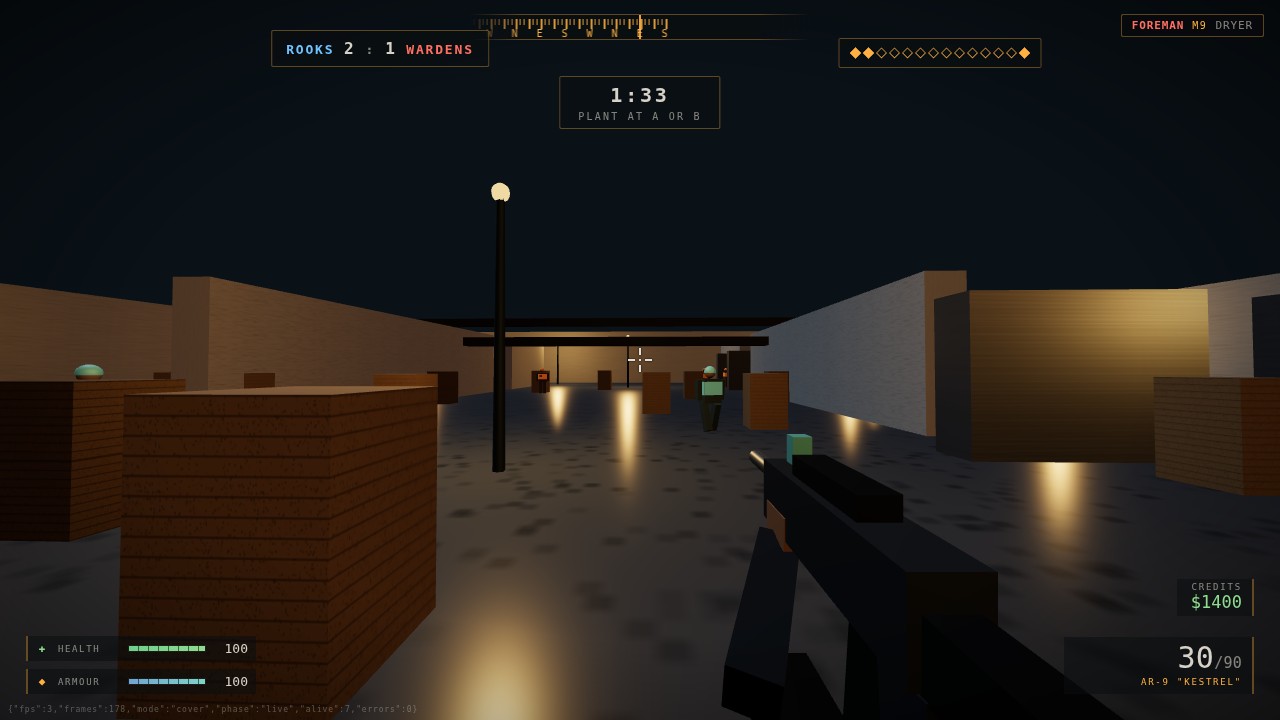 N E S W N E S
FOREMAN M9 DRYER
ROOKS 2 : 1 WARDENS
1:33
PLANT AT A OR B
CREDITS
$1400
HEALTH 100
30/90
ARMOUR 100
AR-9 "KESTREL"
{"fps":3,"frames":178,"mode":"cover","phase":"live","alive":7,"errors":0}